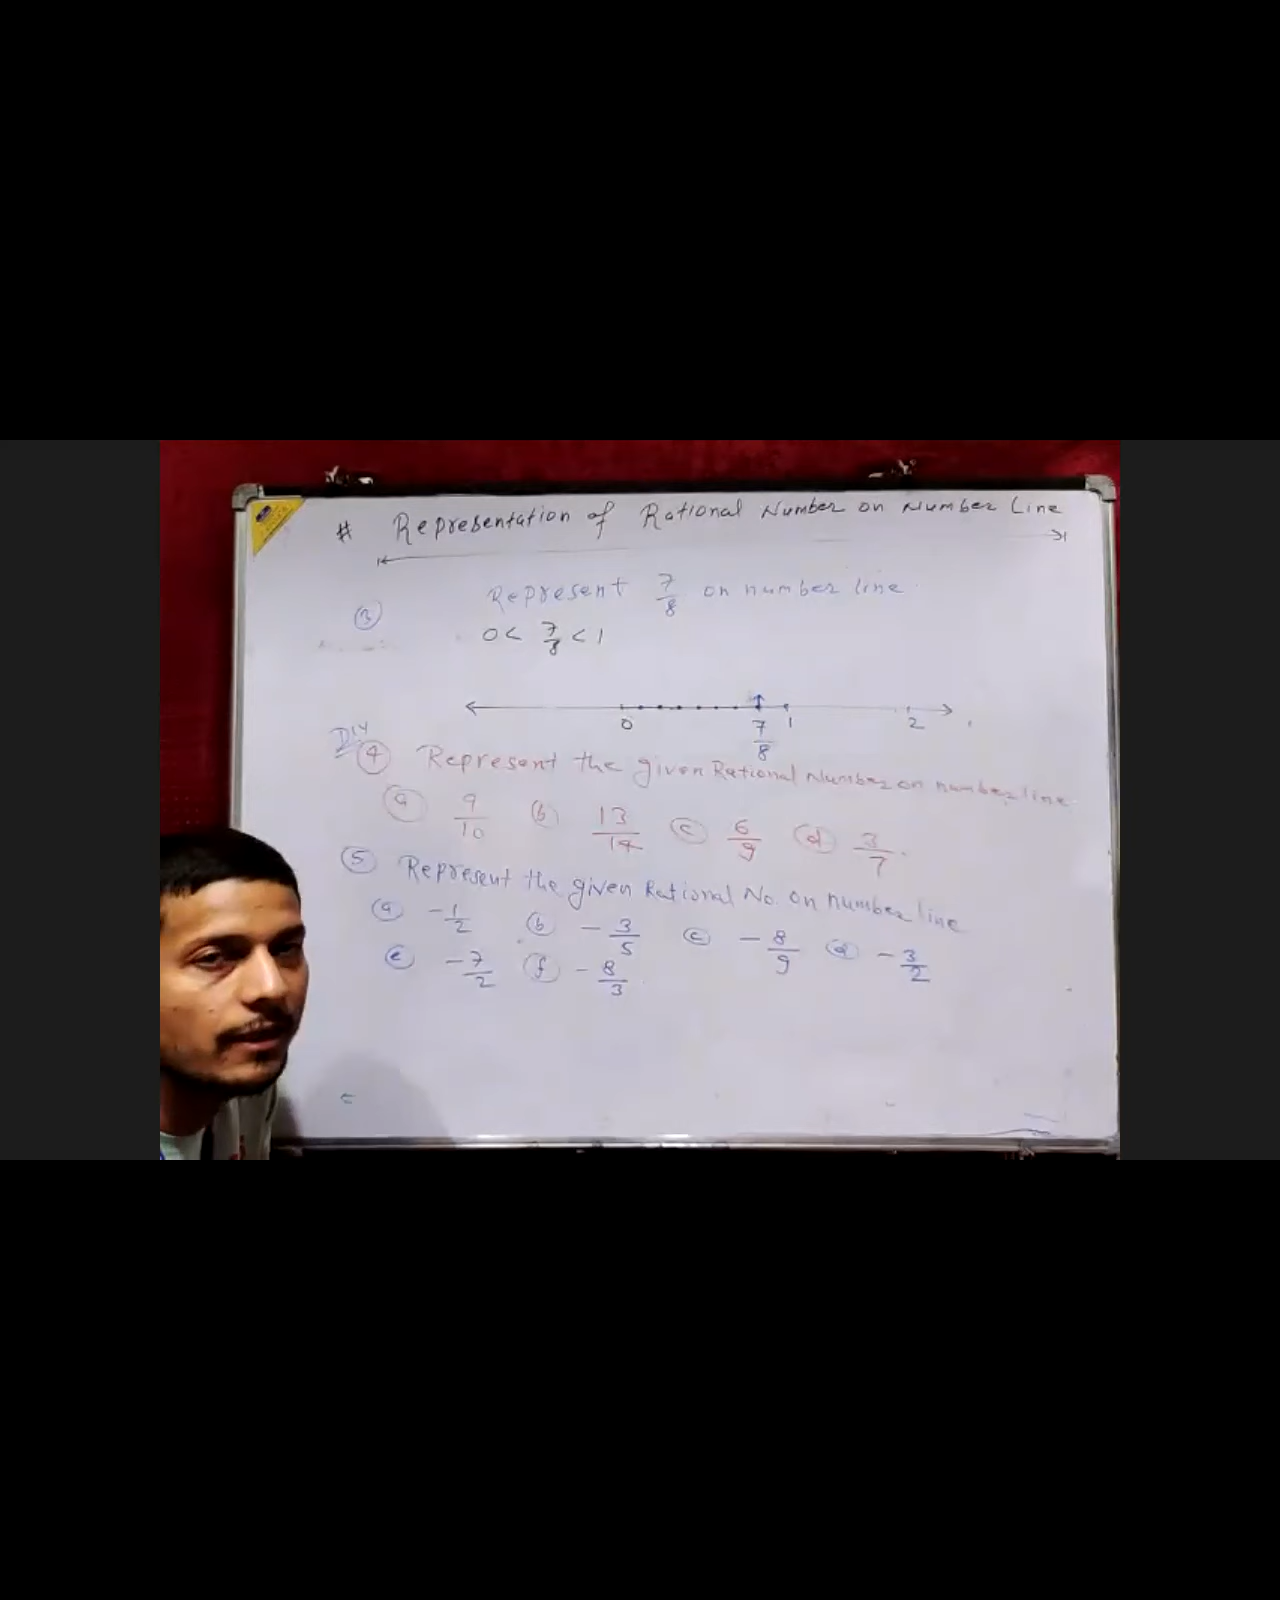 # Representation of Rational Number on Number Line
③ Represent 7/8 on number line.
0 < 7/8 < 1
0 7/8 1 2
DIY
④ Represent the given Rational Number on number line
ⓐ 9/10 ⓑ 13/14 ⓒ 6/9 ⓓ 3/7.
⑤ Represent the given Rational No. on number line
ⓐ -1/2 ⓑ -3/5 ⓒ -8/9 ⓓ -3/2
ⓔ -7/2 ⓕ -8/3